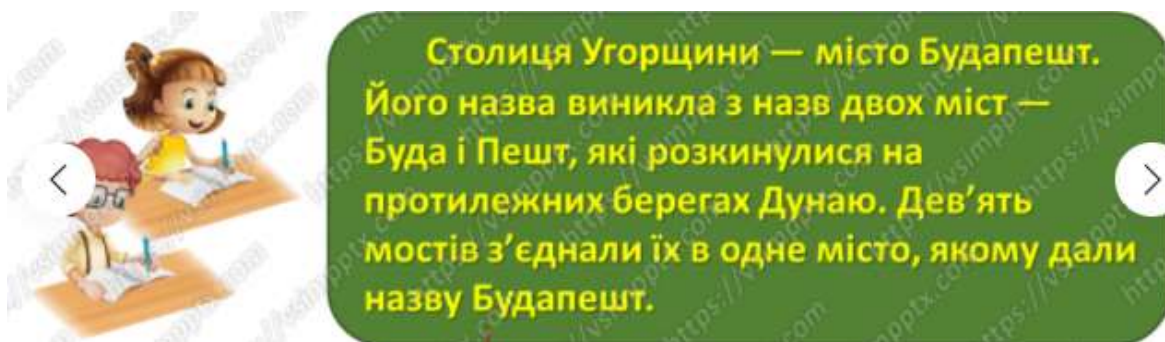 Столиця Угорщини — місто Будапешт.
Його назва виникла з назв двох міст —
Буда і Пешт, які розкинулися на
протилежних берегах Дунаю. Дев’ять
мостів з’єднали їх в одне місто, якому дали
назву Будапешт.